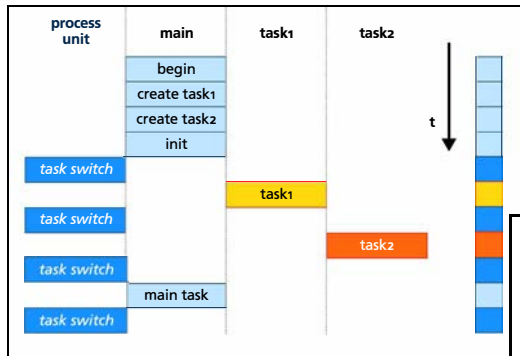 process
unit
main
task1
task2
begin
create task1
create task2
init
t
task switch
task1
task switch
task2
task switch
main task
task switch